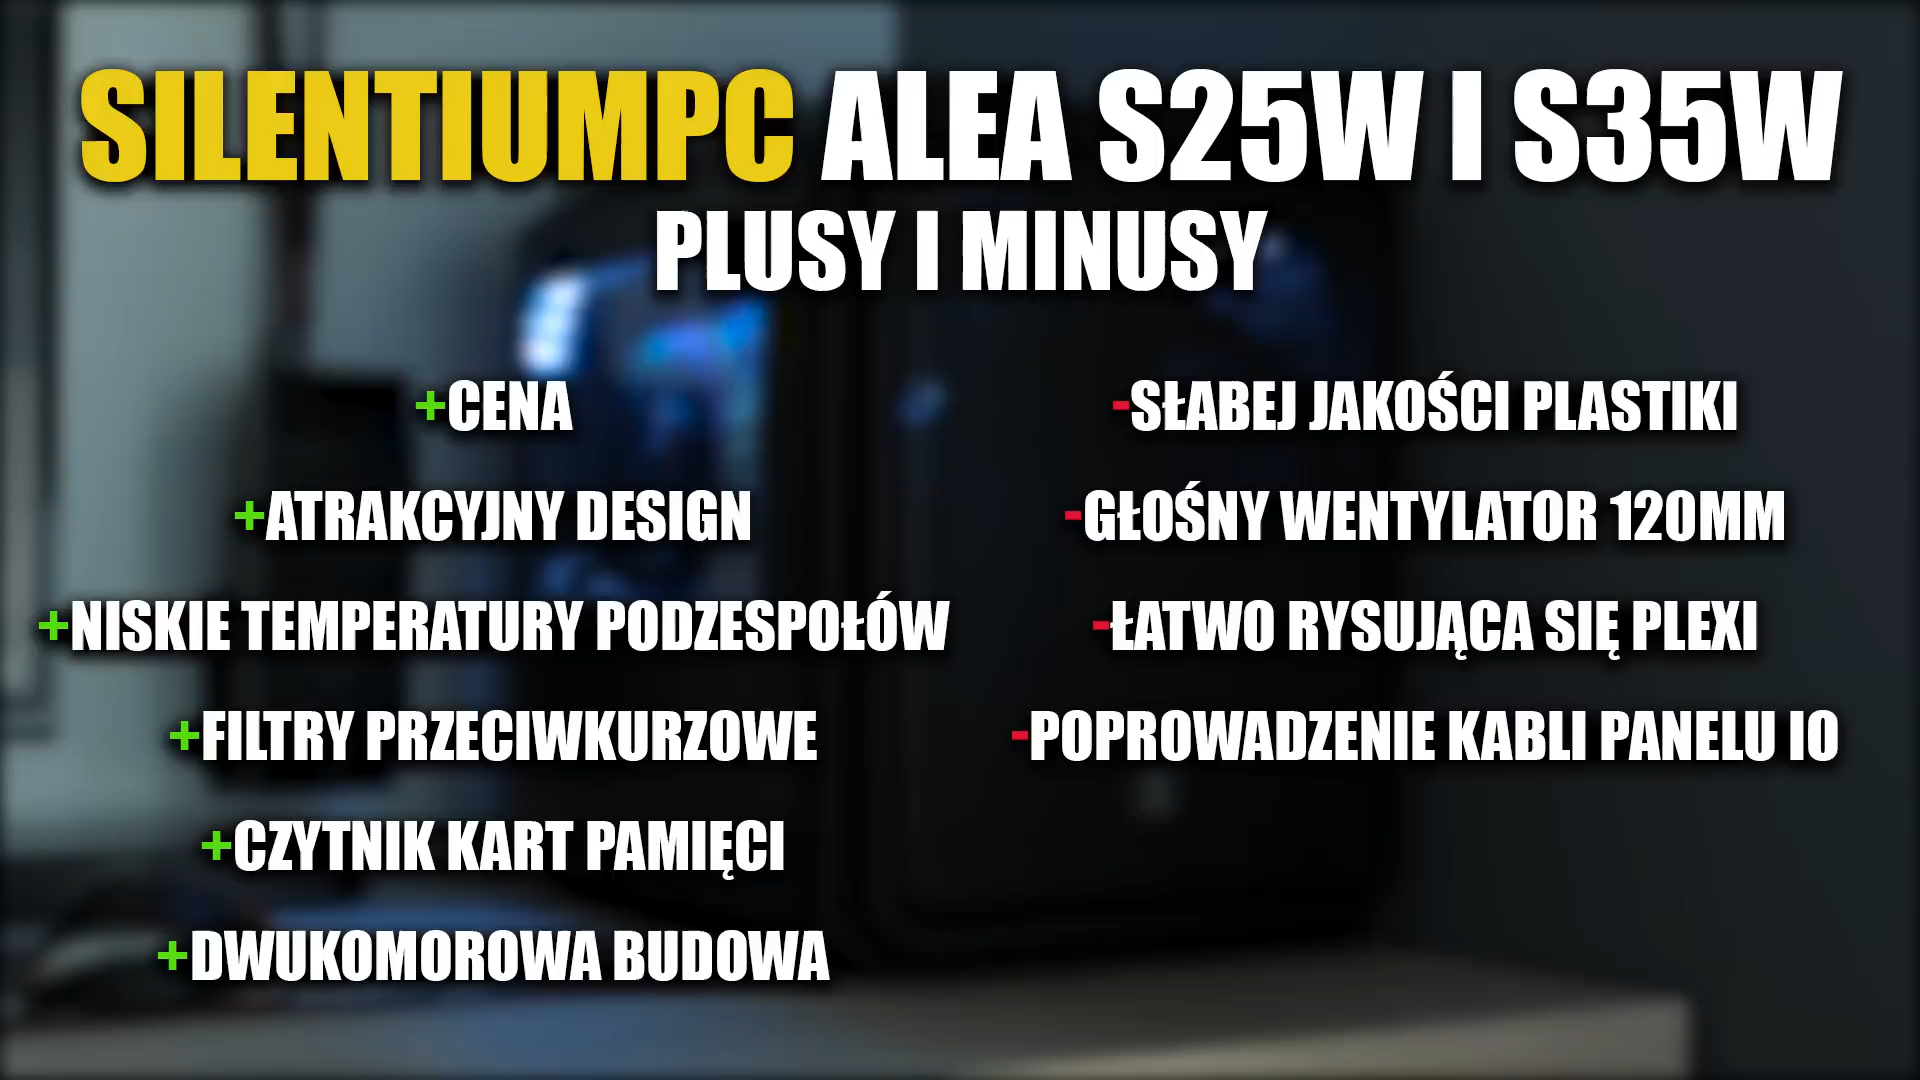 SILENTIUMPC ALEA S25W I S35W
PLUSY I MINUSY
+CENA
+ATRAKCYJNY DESIGN
+NISKIE TEMPERATURY PODZESPOŁÓW
+FILTRY PRZECIWKURZOWE
+CZYTNIK KART PAMIĘCI
+DWUKOMOROWA BUDOWA
-SŁABEJ JAKOŚCI PLASTIKI
-GŁOŚNY WENTYLATOR 120MM
-ŁATWO RYSUJĄCA SIĘ PLEXI
-POPROWADZENIE KABLI PANELU IO